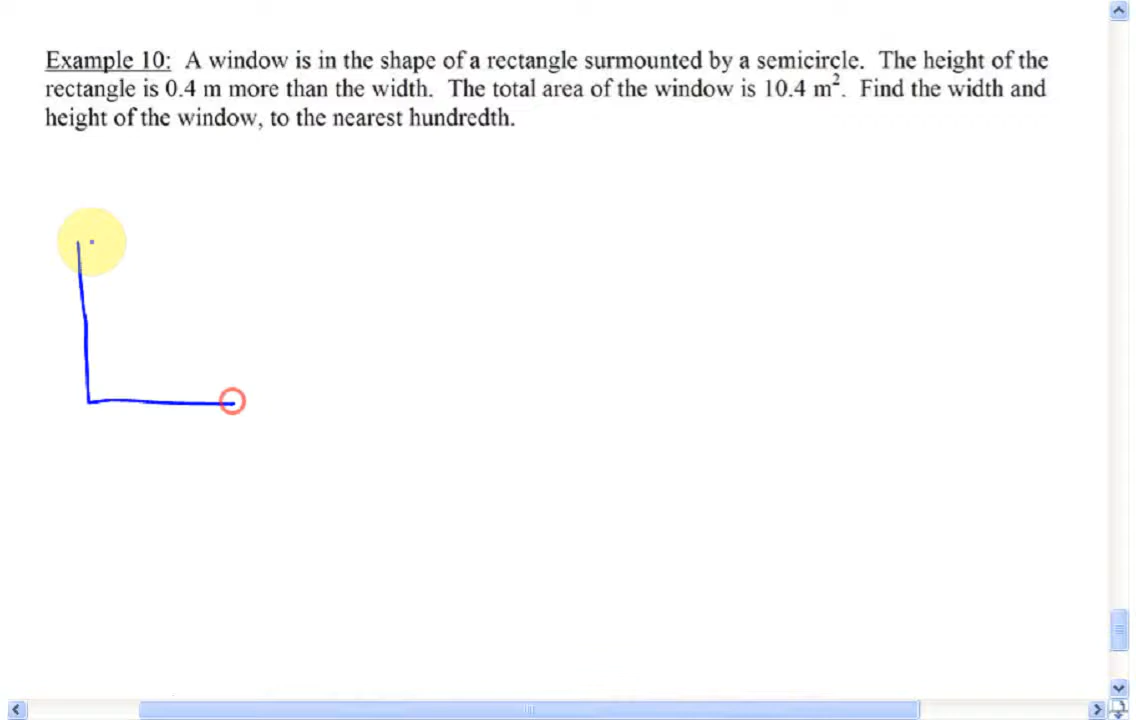 Example 10: A window is in the shape of a rectangle surmounted by a semicircle. The height of the
rectangle is 0.4 m more than the width. The total area of the window is 10.4 m². Find the width and
height of the window, to the nearest hundredth.